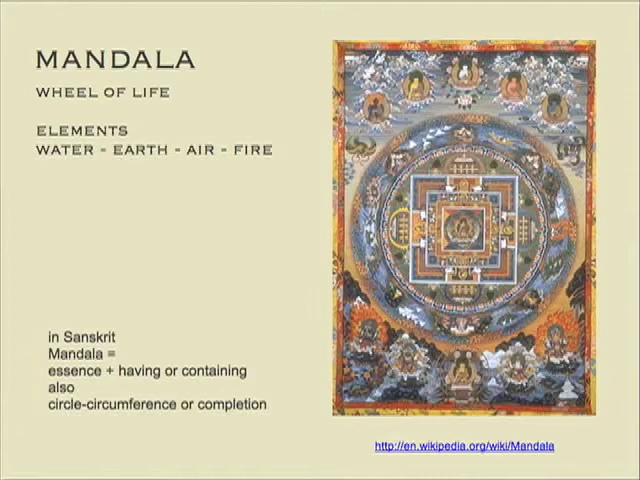 MANDALA
WHEEL OF LIFE
ELEMENTS
WATER - EARTH - AIR - FIRE
in Sanskrit
Mandala =
essence + having or containing
also
circle-circumference or completion
http://en.wikipedia.org/wiki/Mandala